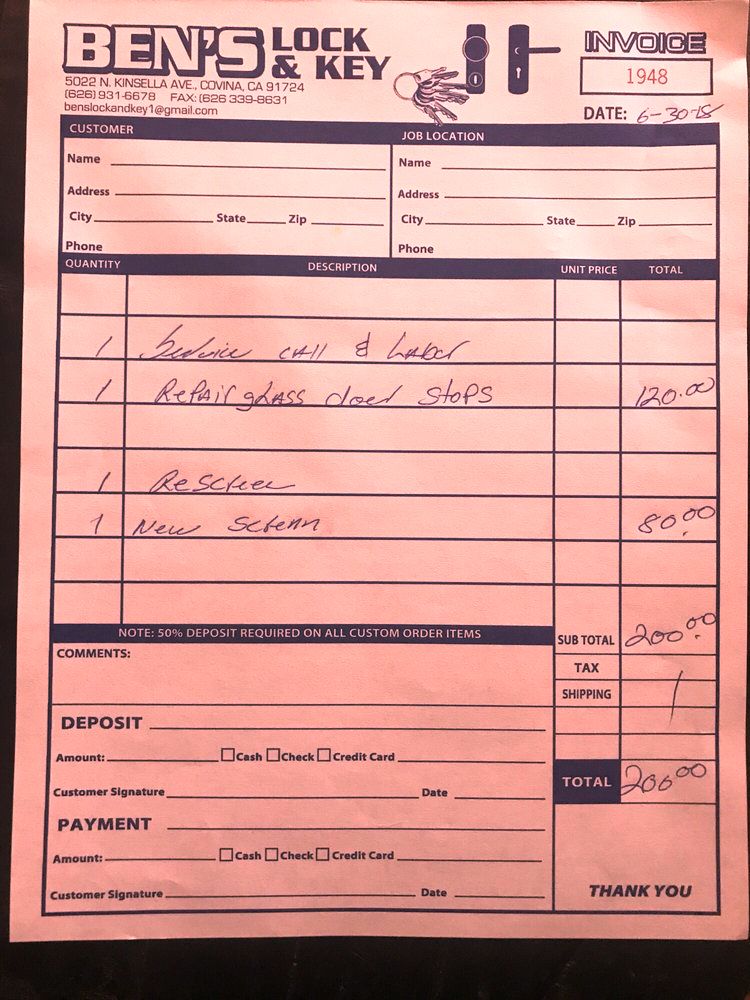 BEN'S LOCK & KEY
INVOICE
1948
5022 N. KINSELLA AVE., COVINA, CA 91724
(626) 931-6678 FAX: (626 339-8631
benslockandkey1@gmail.com
DATE: 6-30-18
CUSTOMER
JOB LOCATION
Name
Name
Address
Address
City State Zip
City State Zip
Phone
Phone
QUANTITY DESCRIPTION UNIT PRICE TOTAL
1 Service call & Labor
1 Repair glass door stops 120.00
1 Rescreen
1 New Screen 80.00
NOTE: 50% DEPOSIT REQUIRED ON ALL CUSTOM ORDER ITEMS
SUB TOTAL 200.00
COMMENTS:
TAX
SHIPPING
DEPOSIT
Amount: Cash Check Credit Card
TOTAL 200.00
Customer Signature Date
PAYMENT
Amount: Cash Check Credit Card
Customer Signature Date
THANK YOU